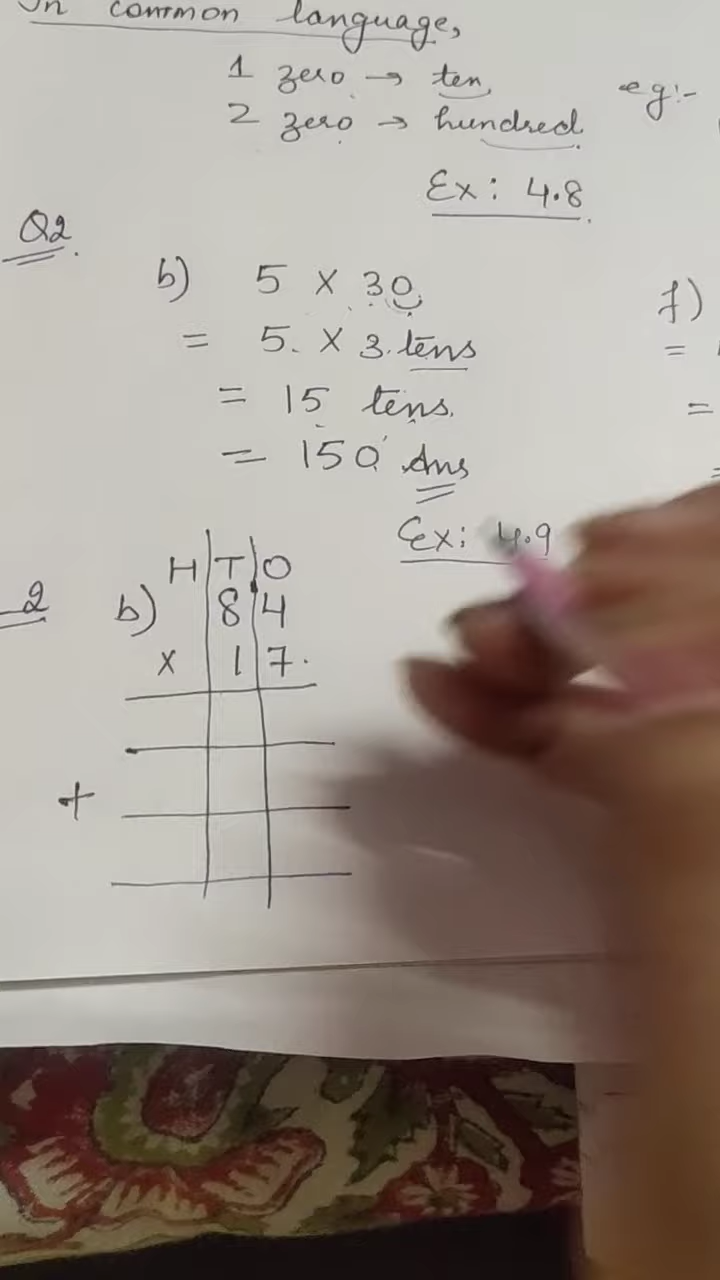 In common language,
1 zero → ten
2 zero → hundred
eg:-
Ex: 4.8
Q2
b) 5 × 30
= 5 × 3 tens
= 15 tens
= 150 Ans
f)
=
=
Ex: 4.9
H T O
2 b) 8 4
× 1 7
+